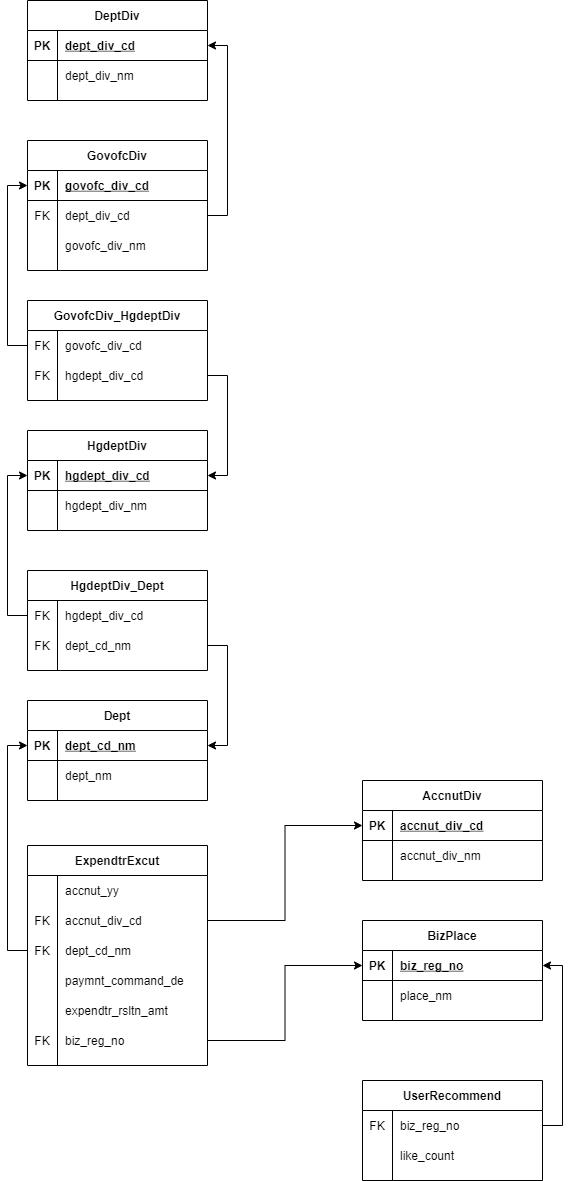 DeptDiv
PK dept_div_cd
dept_div_nm
GovofcDiv
PK govofc_div_cd
FK dept_div_cd
govofc_div_nm
GovofcDiv_HgdeptDiv
FK govofc_div_cd
FK hgdept_div_cd
HgdeptDiv
PK hgdept_div_cd
hgdept_div_nm
HgdeptDiv_Dept
FK hgdept_div_cd
FK dept_cd_nm
Dept
PK dept_cd_nm
dept_nm
ExpendtrExcut
accnut_yy
FK accnut_div_cd
FK dept_cd_nm
paymnt_command_de
expendtr_rsltn_amt
FK biz_reg_no
AccnutDiv
PK accnut_div_cd
accnut_div_nm
BizPlace
PK biz_reg_no
place_nm
UserRecommend
FK biz_reg_no
like_count